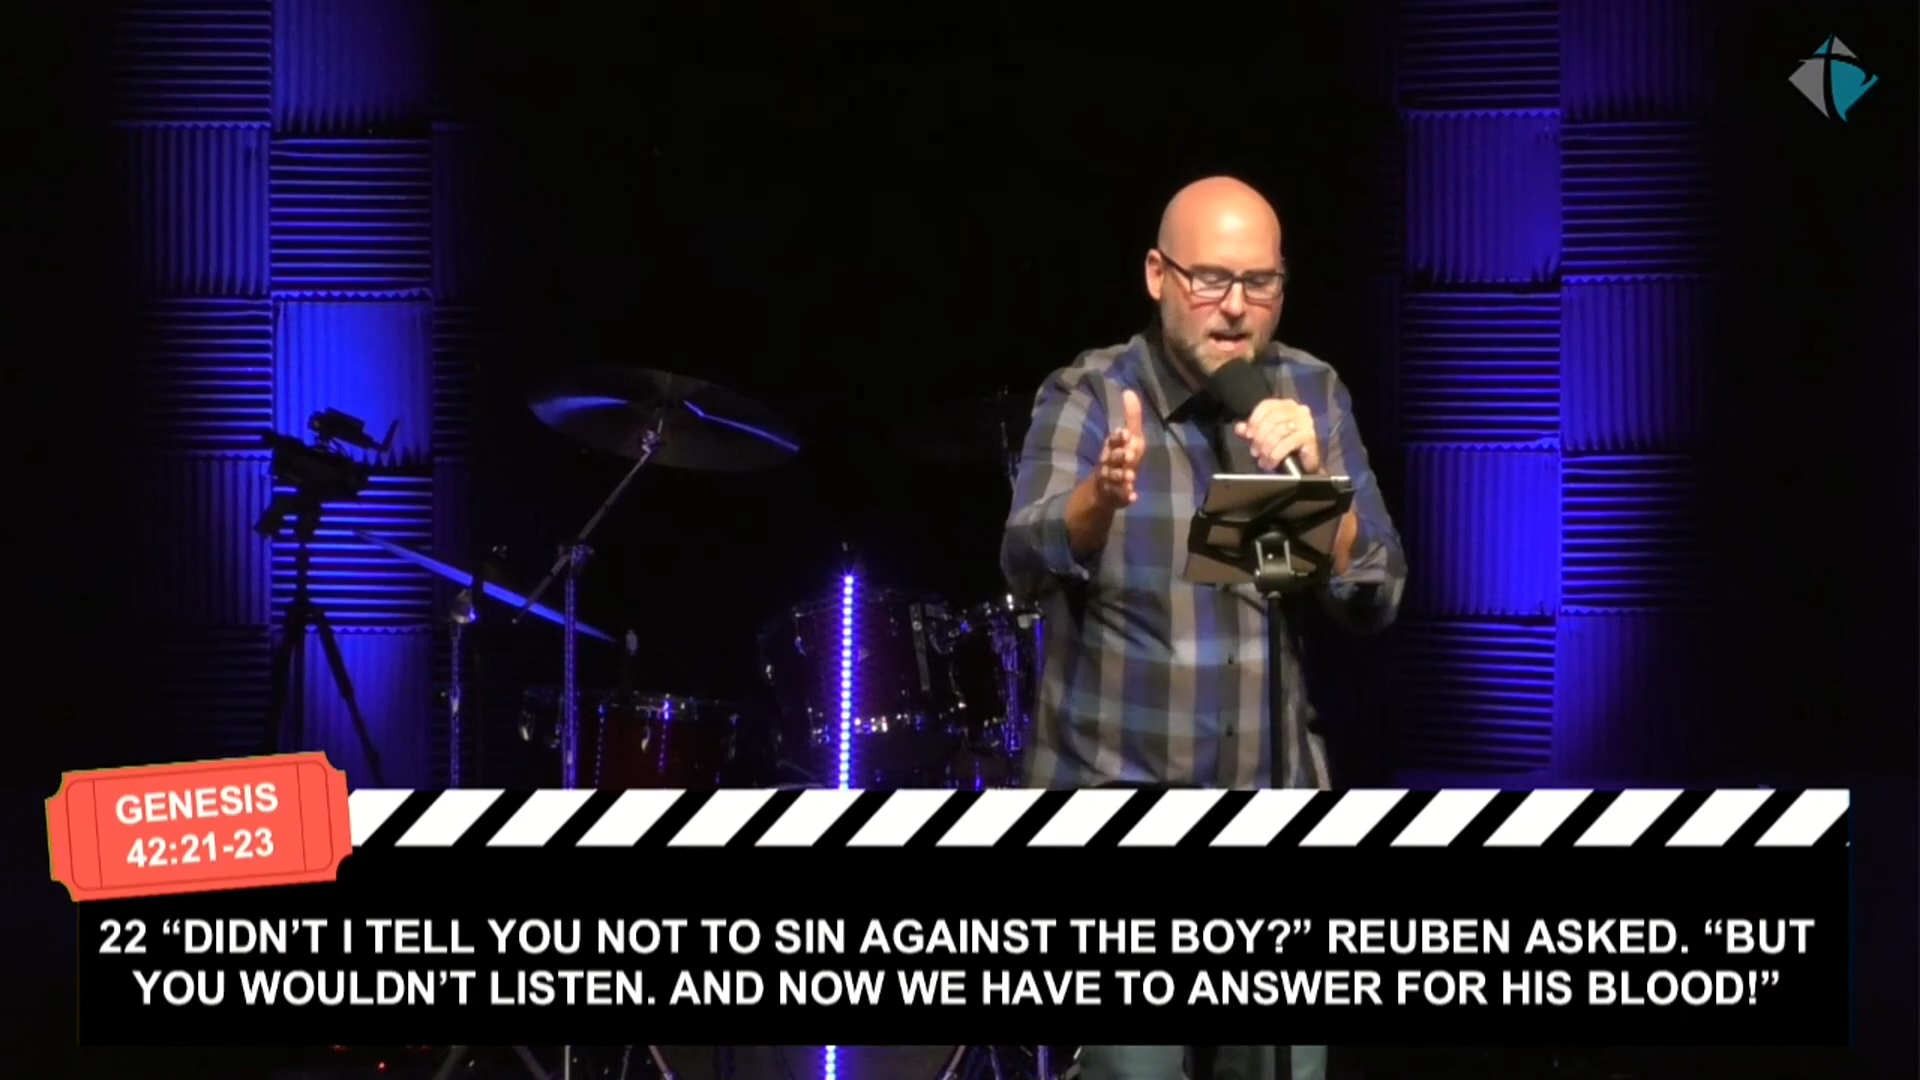 GENESIS
42:21-23
22 “DIDN’T I TELL YOU NOT TO SIN AGAINST THE BOY?” REUBEN ASKED. “BUT
YOU WOULDN’T LISTEN. AND NOW WE HAVE TO ANSWER FOR HIS BLOOD!”